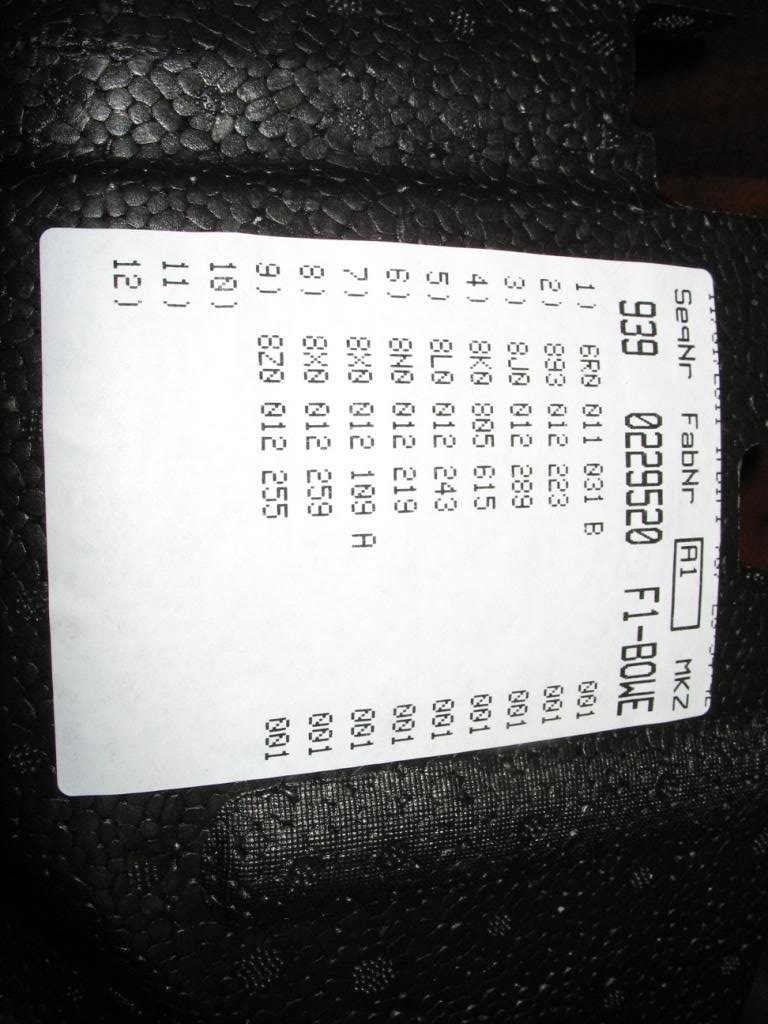 SeqNr FabNr A1 MKZ
939 0229520 F1-BOWE
1) 6R0 011 031 B 001
2) 893 012 223 001
3) 8J0 012 289 001
4) 8K0 805 615 001
5) 8L0 012 243 001
6) 8N0 012 219 001
7) 8X0 012 109 A 001
8) 8X0 012 259 001
9) 8Z0 012 255 001
10)
11)
12)